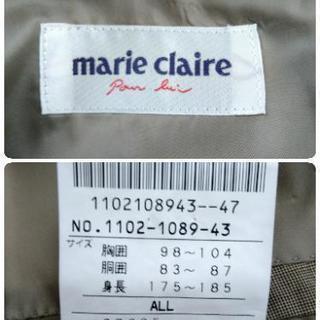 marie claire
Pour lui
1102108943--47
NO.1102-1089-43
サイズ
胸囲 98~104
胴囲 83~ 87
身長 175~185
ALL